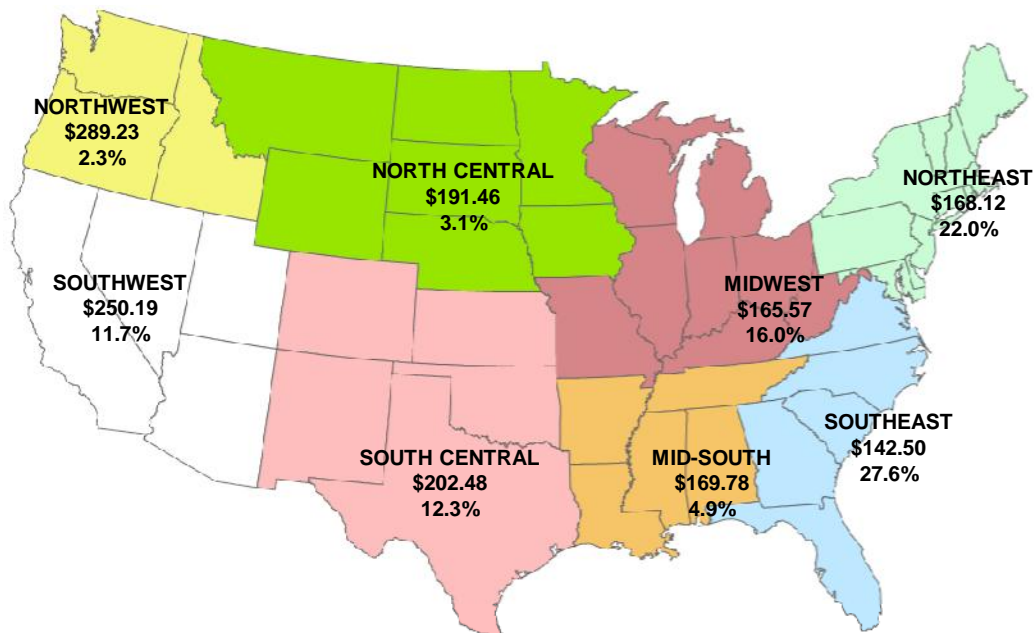 NORTHWEST
$289.23
2.3%
NORTH CENTRAL
$191.46
3.1%
NORTHEAST
$168.12
22.0%
SOUTHWEST
$250.19
11.7%
MIDWEST
$165.57
16.0%
SOUTHEAST
$142.50
27.6%
SOUTH CENTRAL
$202.48
12.3%
MID-SOUTH
$169.78
4.9%